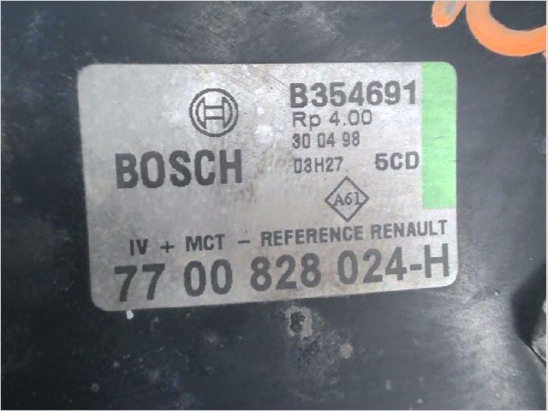 B354691
Rp 4.00
30 04 98
BOSCH
03H27 5CD
A61
IV + MCT - REFERENCE RENAULT
77 00 828 024-H